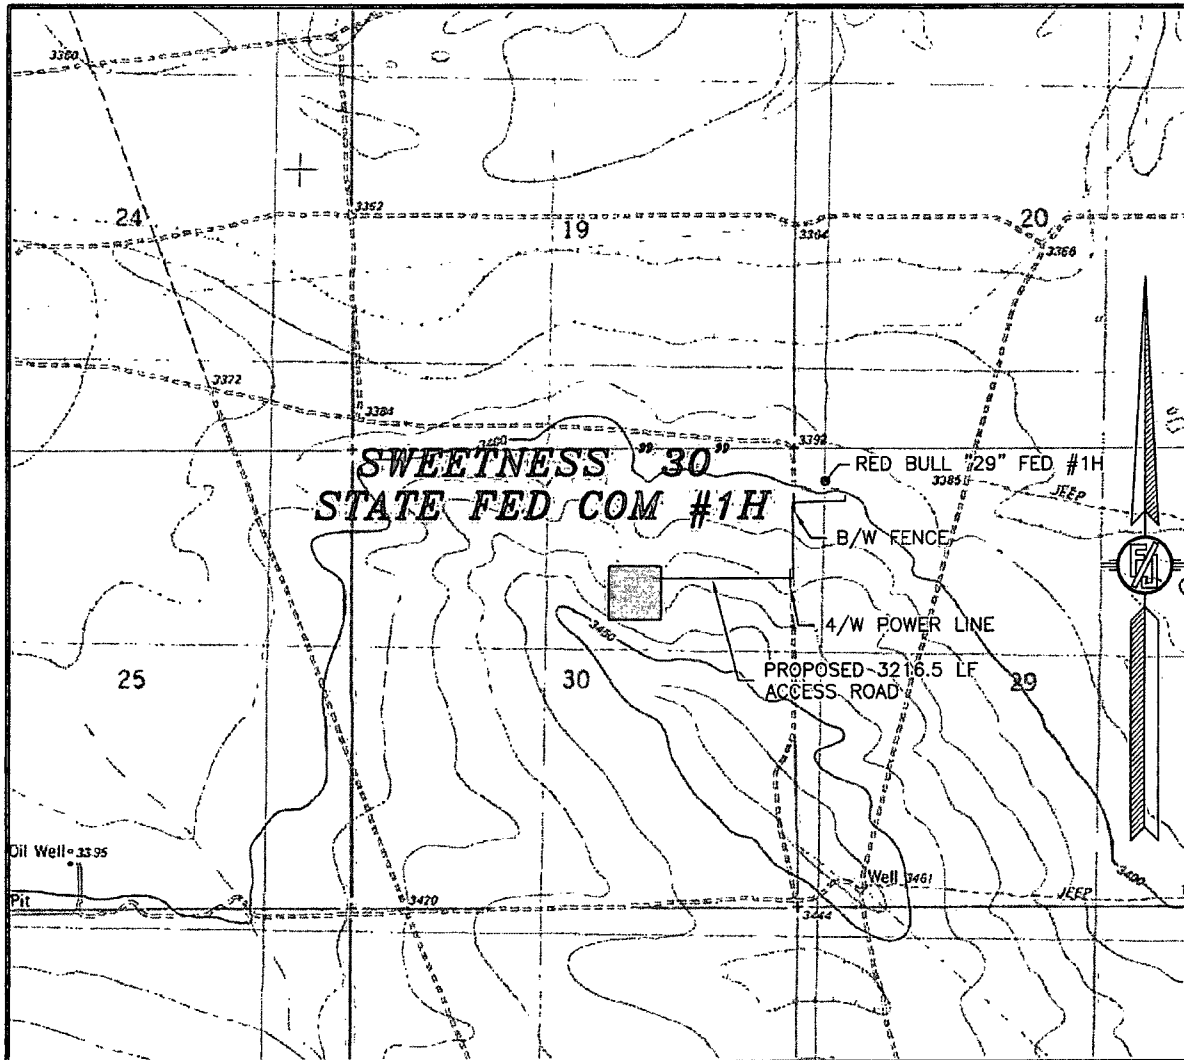 3360
24
3362
19
3364
20
3366
3372
3384
3392
3400
SWEETNESS "30"
STATE FED COM #1H
RED BULL "29" FED #1H
3385
JEEP
B/W FENCE
4/W POWER LINE
3450
PROPOSED 3216.5 LF
ACCESS ROAD
25
30
29
Oil Well 3395
Pit
3420
Well 3461
JEEP
3400
3444